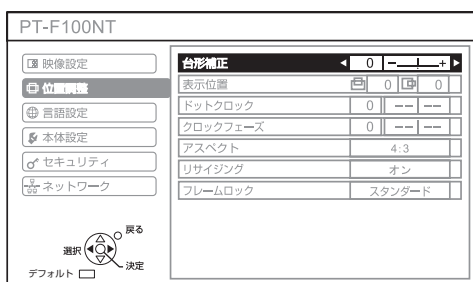 PT-F100NT
映像設定
位置調整
言語設定
本体設定
セキュリティ
ネットワーク
台形補正 0 - +
表示位置 0 0
ドットクロック 0 -- --
クロックフェーズ 0 -- --
アスペクト 4:3
リサイジング オン
フレームロック スタンダード
戻る
選択
決定
デフォルト